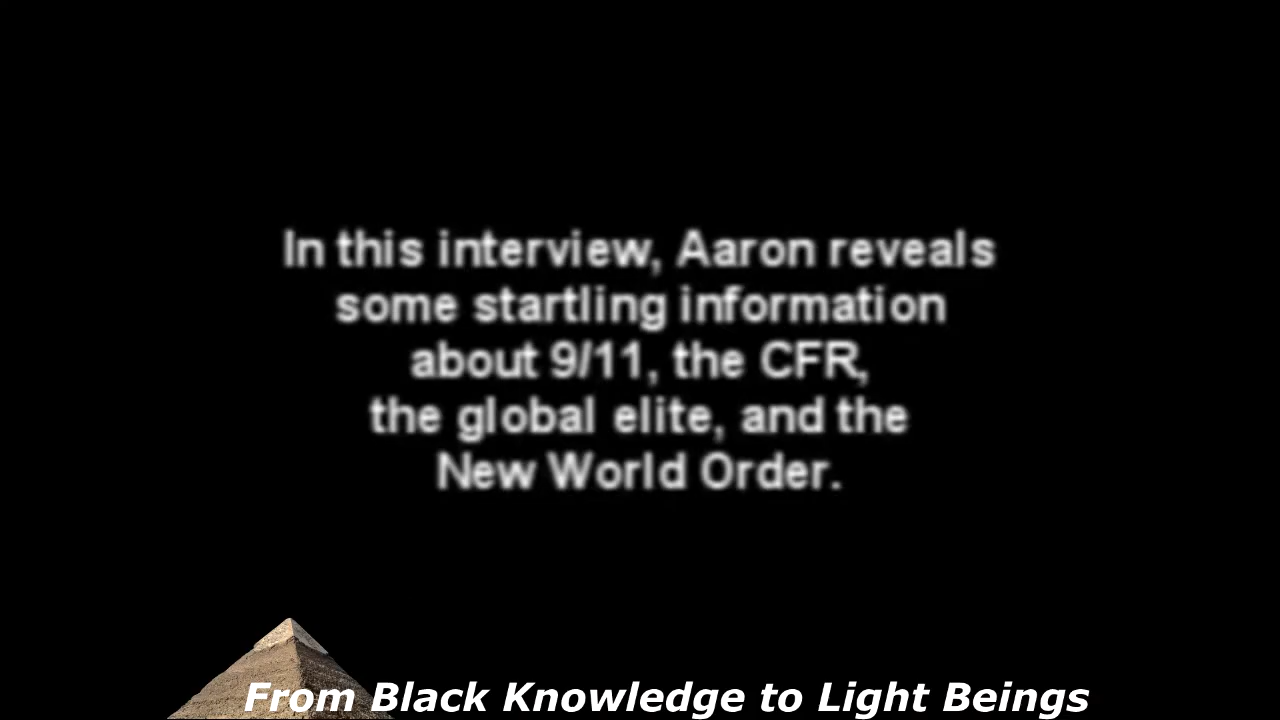 In this interview, Aaron reveals
some startling information
about 9/11, the CFR,
the global elite, and the
New World Order.
From Black Knowledge to Light Beings